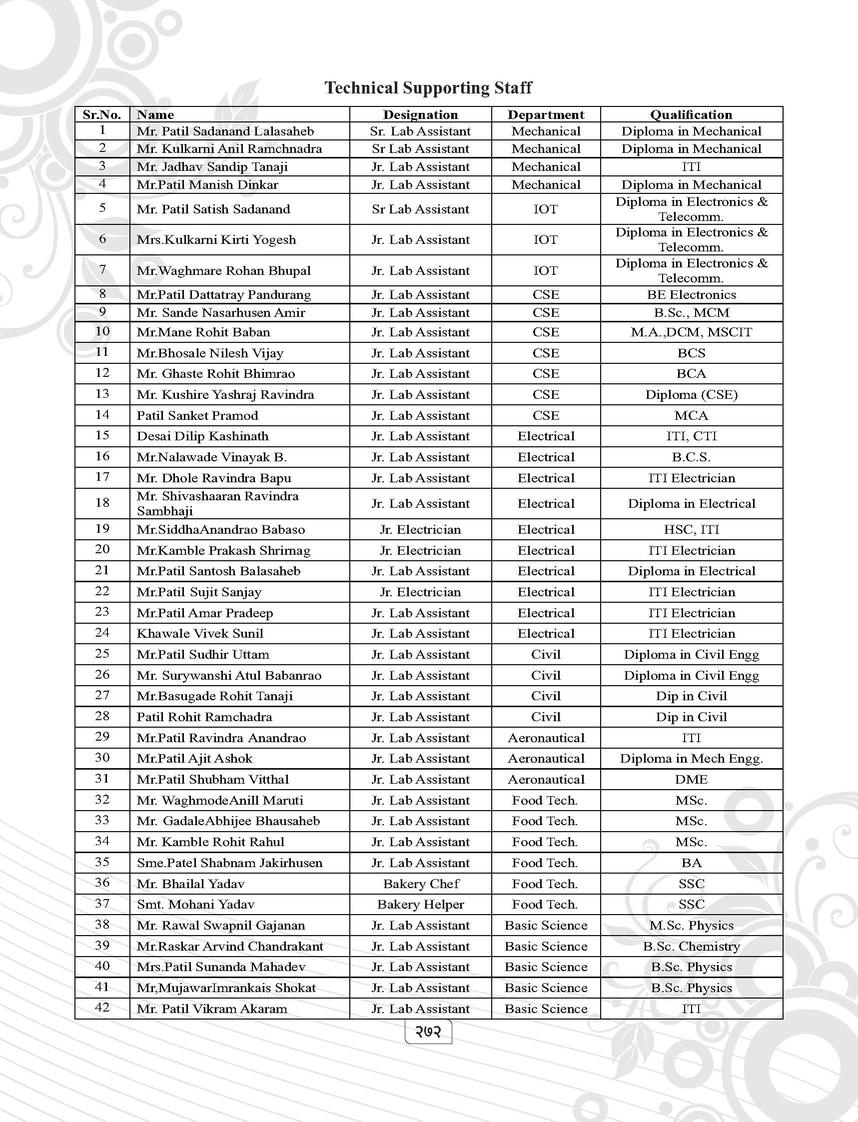 Technical Supporting Staff
Sr.No. Name Designation Department Qualification
1 Mr. Patil Sadanand Lalasaheb Sr. Lab Assistant Mechanical Diploma in Mechanical
2 Mr. Kulkarni Anil Ramchnadra Sr Lab Assistant Mechanical Diploma in Mechanical
3 Mr. Jadhav Sandip Tanaji Jr. Lab Assistant Mechanical ITI
4 Mr.Patil Manish Dinkar Jr. Lab Assistant Mechanical Diploma in Mechanical
5 Mr. Patil Satish Sadanand Sr Lab Assistant IOT Diploma in Electronics &
Telecomm.
6 Mrs.Kulkarni Kirti Yogesh Jr. Lab Assistant IOT Diploma in Electronics &
Telecomm.
7 Mr.Waghmare Rohan Bhupal Jr. Lab Assistant IOT Diploma in Electronics &
Telecomm.
8 Mr.Patil Dattatray Pandurang Jr. Lab Assistant CSE BE Electronics
9 Mr. Sande Nasarhusen Amir Jr. Lab Assistant CSE B.Sc., MCM
10 Mr.Mane Rohit Baban Jr. Lab Assistant CSE M.A.,DCM, MSCIT
11 Mr.Bhosale Nilesh Vijay Jr. Lab Assistant CSE BCS
12 Mr. Ghaste Rohit Bhimrao Jr. Lab Assistant CSE BCA
13 Mr. Kushire Yashraj Ravindra Jr. Lab Assistant CSE Diploma (CSE)
14 Patil Sanket Pramod Jr. Lab Assistant CSE MCA
15 Desai Dilip Kashinath Jr. Lab Assistant Electrical ITI, CTI
16 Mr.Nalawade Vinayak B. Jr. Lab Assistant Electrical B.C.S.
17 Mr. Dhole Ravindra Bapu Jr. Lab Assistant Electrical ITI Electrician
18 Mr. Shivashaaran Ravindra
Sambhaji Jr. Lab Assistant Electrical Diploma in Electrical
19 Mr.SiddhaAnandrao Babaso Jr. Electrician Electrical HSC, ITI
20 Mr.Kamble Prakash Shrirnag Jr. Electrician Electrical ITI Electrician
21 Mr.Patil Santosh Balasaheb Jr. Lab Assistant Electrical Diploma in Electrical
22 Mr.Patil Sujit Sanjay Jr. Electrician Electrical ITI Electrician
23 Mr.Patil Amar Pradeep Jr. Lab Assistant Electrical ITI Electrician
24 Khawale Vivek Sunil Jr. Lab Assistant Electrical ITI Electrician
25 Mr.Patil Sudhir Uttam Jr. Lab Assistant Civil Diploma in Civil Engg
26 Mr. Surywanshi Atul Babanrao Jr. Lab Assistant Civil Diploma in Civil Engg
27 Mr.Basugade Rohit Tanaji Jr. Lab Assistant Civil Dip in Civil
28 Patil Rohit Ramchadra Jr. Lab Assistant Civil Dip in Civil
29 Mr.Patil Ravindra Anandrao Jr. Lab Assistant Aeronautical ITI
30 Mr.Patil Ajit Ashok Jr. Lab Assistant Aeronautical Diploma in Mech Engg.
31 Mr.Patil Shubham Vitthal Jr. Lab Assistant Aeronautical DME
32 Mr. WaghmodeAnill Maruti Jr. Lab Assistant Food Tech. MSc.
33 Mr. GadaleAbhijee Bhausaheb Jr. Lab Assistant Food Tech. MSc.
34 Mr. Kamble Rohit Rahul Jr. Lab Assistant Food Tech. MSc.
35 Sme.Patel Shabnam Jakirhusen Jr. Lab Assistant Food Tech. BA
36 Mr. Bhailal Yadav Bakery Chef Food Tech. SSC
37 Smt. Mohani Yadav Bakery Helper Food Tech. SSC
38 Mr. Rawal Swapnil Gajanan Jr. Lab Assistant Basic Science M.Sc. Physics
39 Mr.Raskar Arvind Chandrakant Jr. Lab Assistant Basic Science B.Sc. Chemistry
40 Mrs.Patil Sunanda Mahadev Jr. Lab Assistant Basic Science B.Sc. Physics
41 Mr,MujawarImrankais Shokat Jr. Lab Assistant Basic Science B.Sc. Physics
42 Mr. Patil Vikram Akaram Jr. Lab Assistant Basic Science ITI
२७२